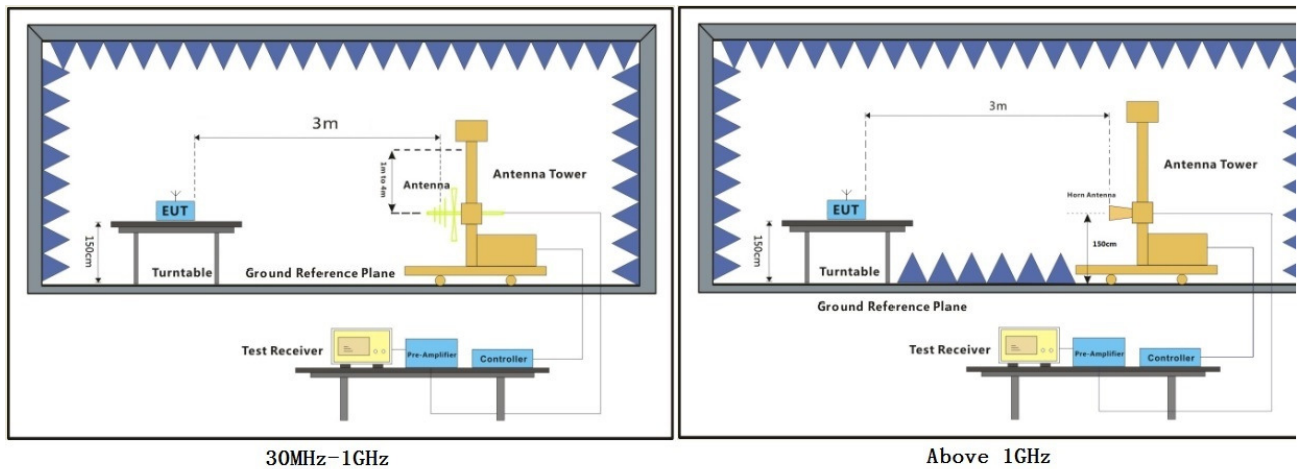 3m
1m to 4m
Antenna
Antenna Tower
EUT
150cm
Turntable
Ground Reference Plane
Test Receiver
Pre-Amplifier
Controller
30MHz-1GHz
3m
Antenna Tower
Horn Antenna
EUT
150cm
150cm
Turntable
Ground Reference Plane
Test Receiver
Pre-Amplifier
Controller
Above 1GHz